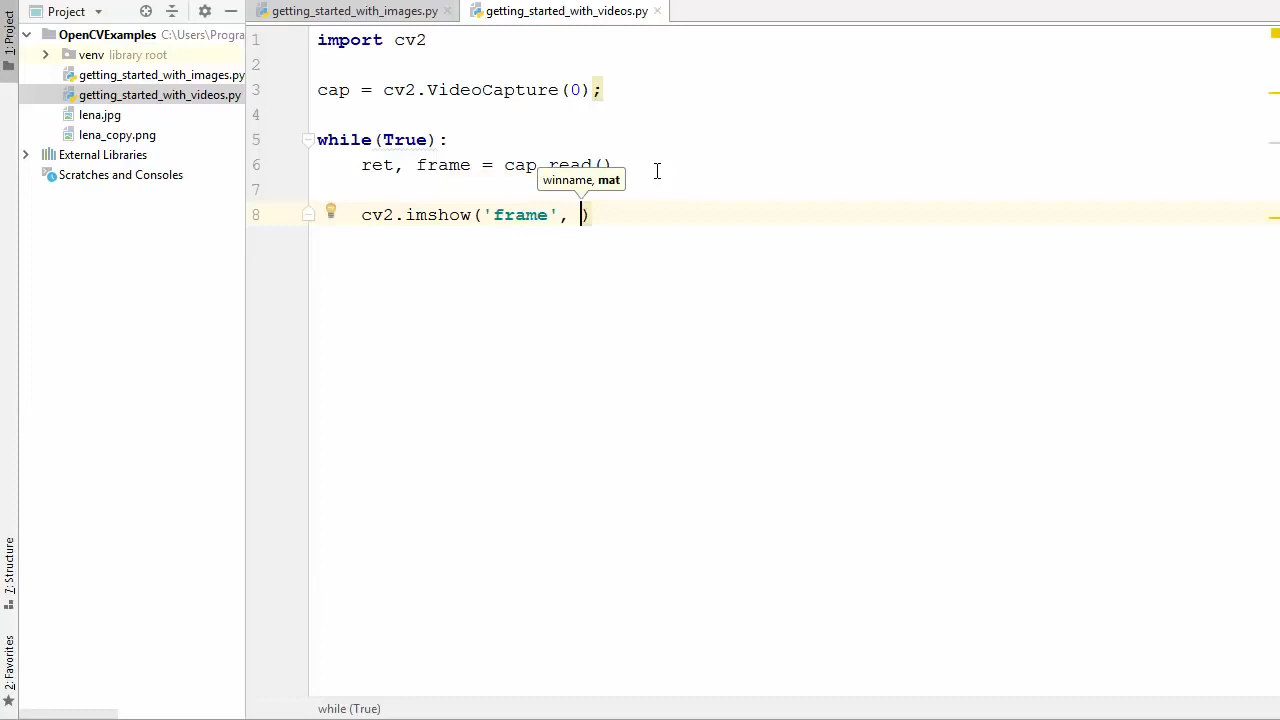 Project
getting_started_with_images.py
getting_started_with_videos.py
1: Project
OpenCVExamples C:\Users\Progra
venv library root
getting_started_with_images.py
getting_started_with_videos.py
lena.jpg
lena_copy.png
External Libraries
Scratches and Consoles
1 import cv2
2
3 cap = cv2.VideoCapture(0);
4
5 while(True):
6 ret, frame = cap.read()
winname, mat
7
8 cv2.imshow('frame', )
7: Structure
2: Favorites
while (True)